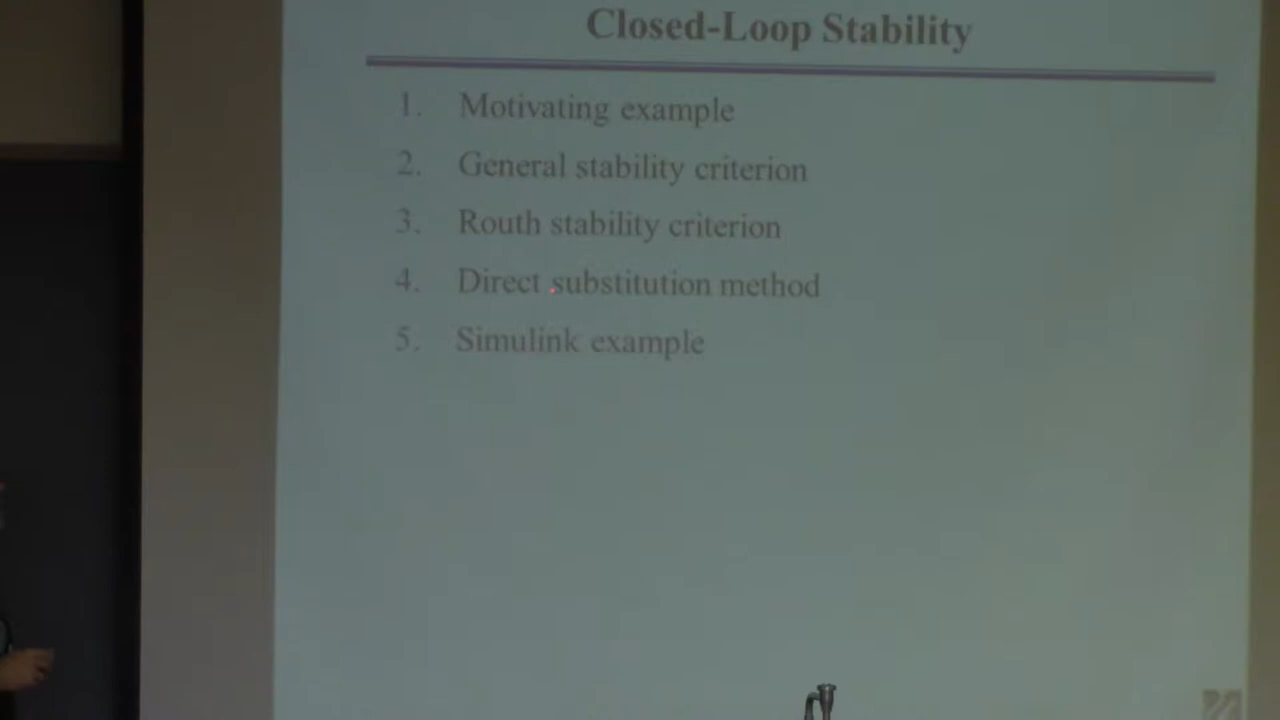 Closed-Loop Stability
1. Motivating example
2. General stability criterion
3. Routh stability criterion
4. Direct substitution method
5. Simulink example